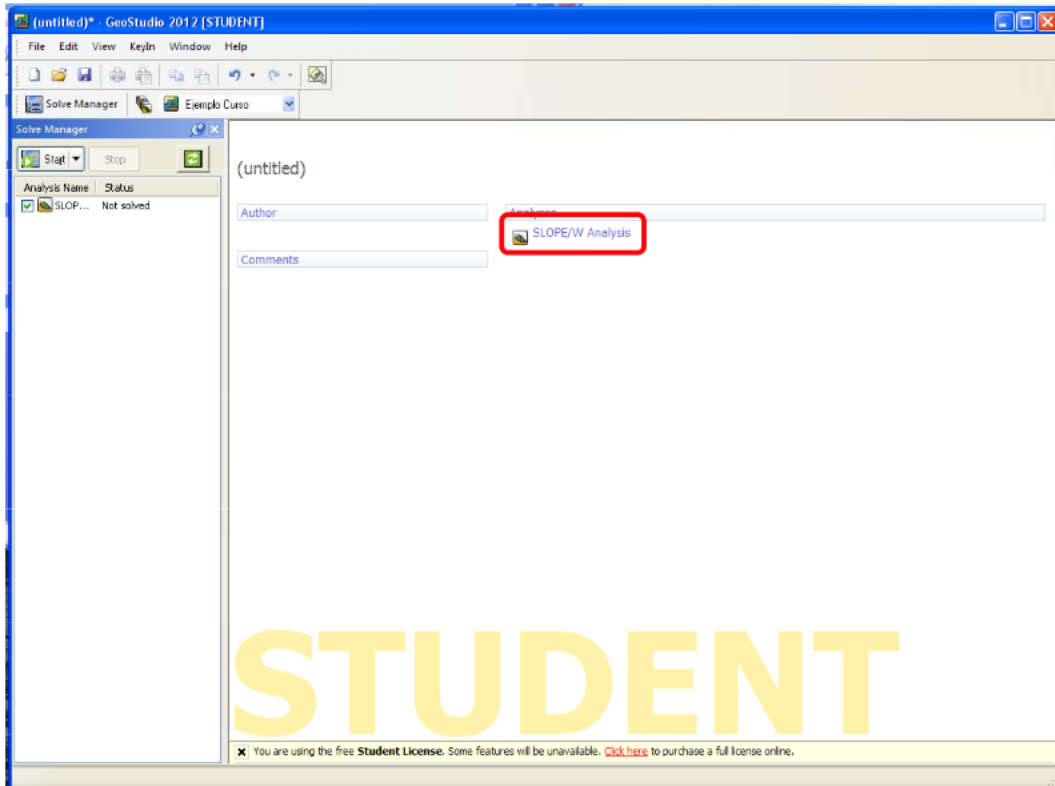 (untitled)* - GeoStudio 2012 [STUDENT]
File Edit View KeyIn Window Help
Solve Manager Ejemplo Curso
Solve Manager
Start Stop
Analysis Name Status
SLOP... Not solved
(untitled)
Author Analyses
SLOPE/W Analysis
Comments
STUDENT
You are using the free Student License. Some features will be unavailable. Click here to purchase a full license online.